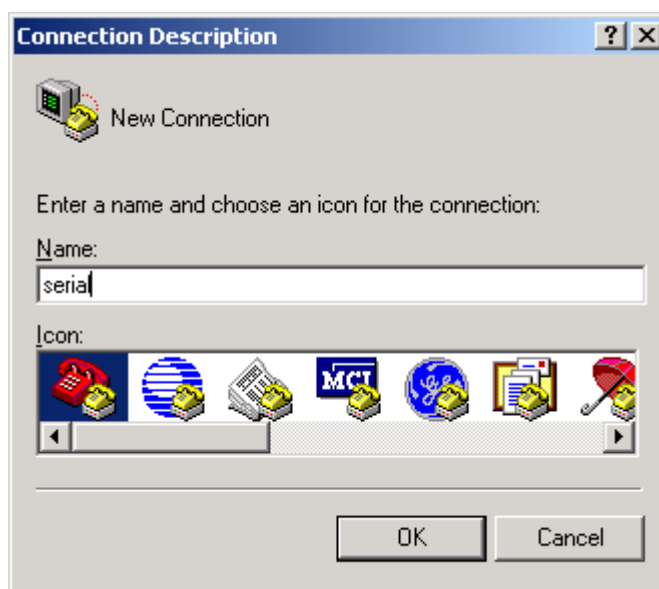 Connection Description
New Connection
Enter a name and choose an icon for the connection:
Name:
serial
Icon:
MCI
OK Cancel